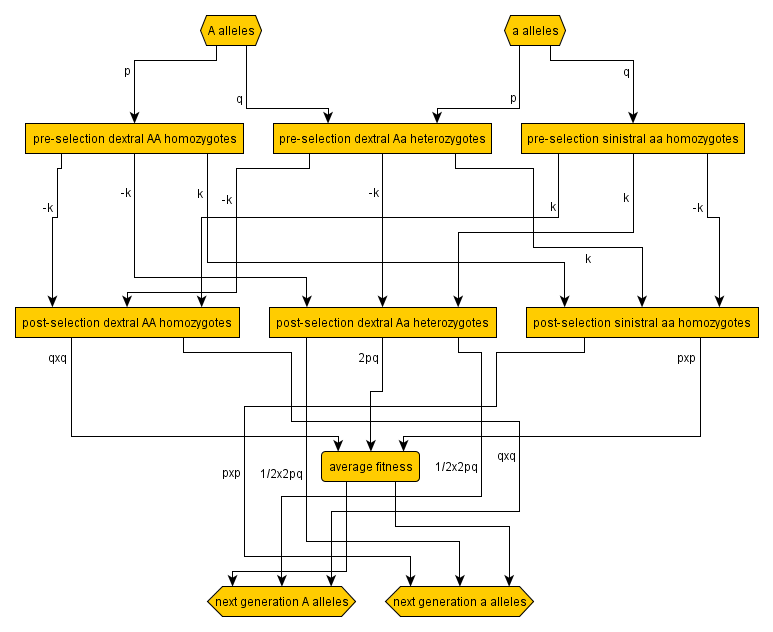 A alleles
a alleles
p
q
p
q
pre-selection dextral AA homozygotes
pre-selection dextral Aa heterozygotes
pre-selection sinistral aa homozygotes
-k
-k
k
-k
-k
k
k
k
-k
post-selection dextral AA homozygotes
post-selection dextral Aa heterozygotes
post-selection sinistral aa homozygotes
qxq
2pq
pxp
pxp
1/2x2pq
average fitness
1/2x2pq
qxq
next generation A alleles
next generation a alleles